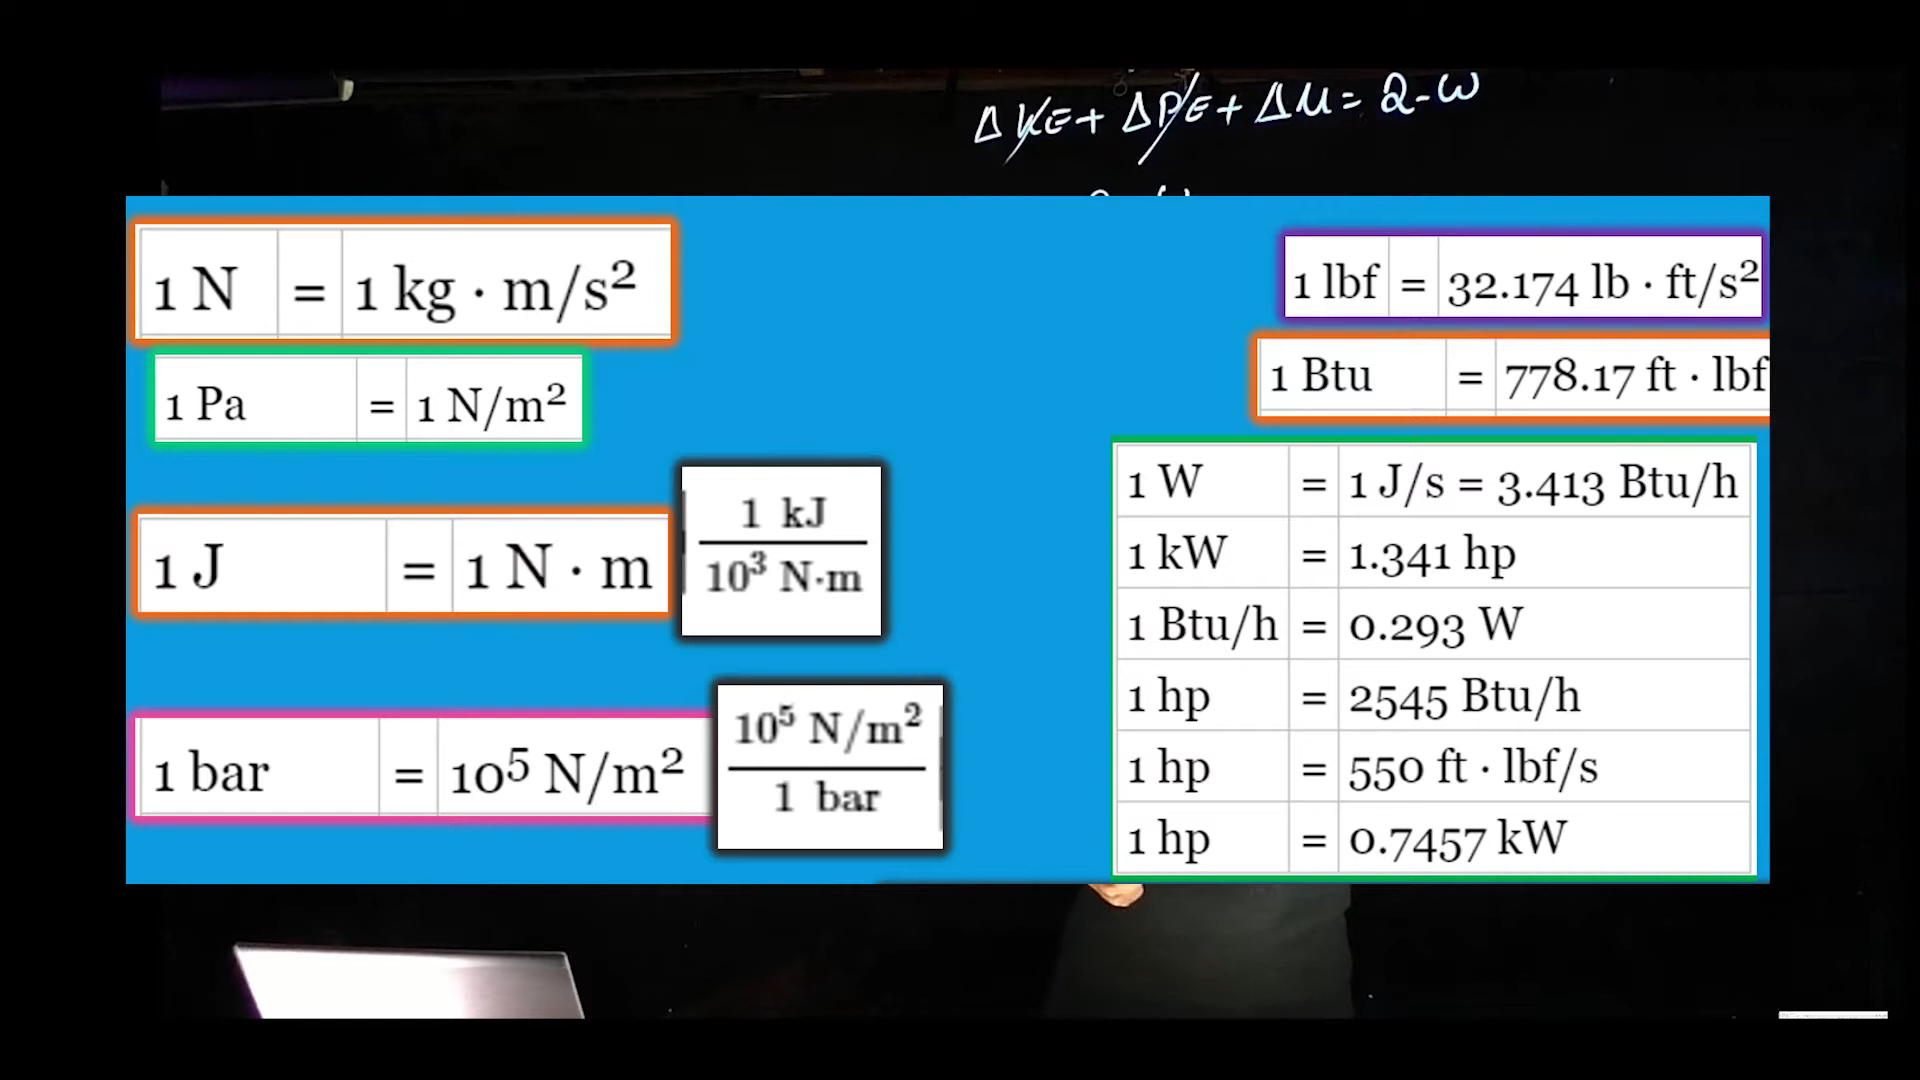 ΔKE + ΔPE + ΔU = Q - W
1 N = 1 kg · m/s²
1 Pa = 1 N/m²
1 J = 1 N · m
1 kJ
10³ N·m
1 bar = 10⁵ N/m²
10⁵ N/m²
1 bar
1 lbf = 32.174 lb · ft/s²
1 Btu = 778.17 ft · lbf
1 W = 1 J/s = 3.413 Btu/h
1 kW = 1.341 hp
1 Btu/h = 0.293 W
1 hp = 2545 Btu/h
1 hp = 550 ft · lbf/s
1 hp = 0.7457 kW